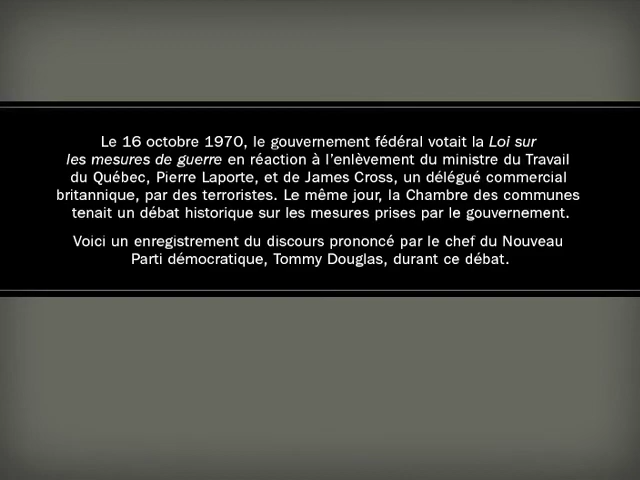 Le 16 octobre 1970, le gouvernement fédéral votait la Loi sur
les mesures de guerre en réaction à l'enlèvement du ministre du Travail
du Québec, Pierre Laporte, et de James Cross, un délégué commercial
britannique, par des terroristes. Le même jour, la Chambre des communes
tenait un débat historique sur les mesures prises par le gouvernement.
Voici un enregistrement du discours prononcé par le chef du Nouveau
Parti démocratique, Tommy Douglas, durant ce débat.